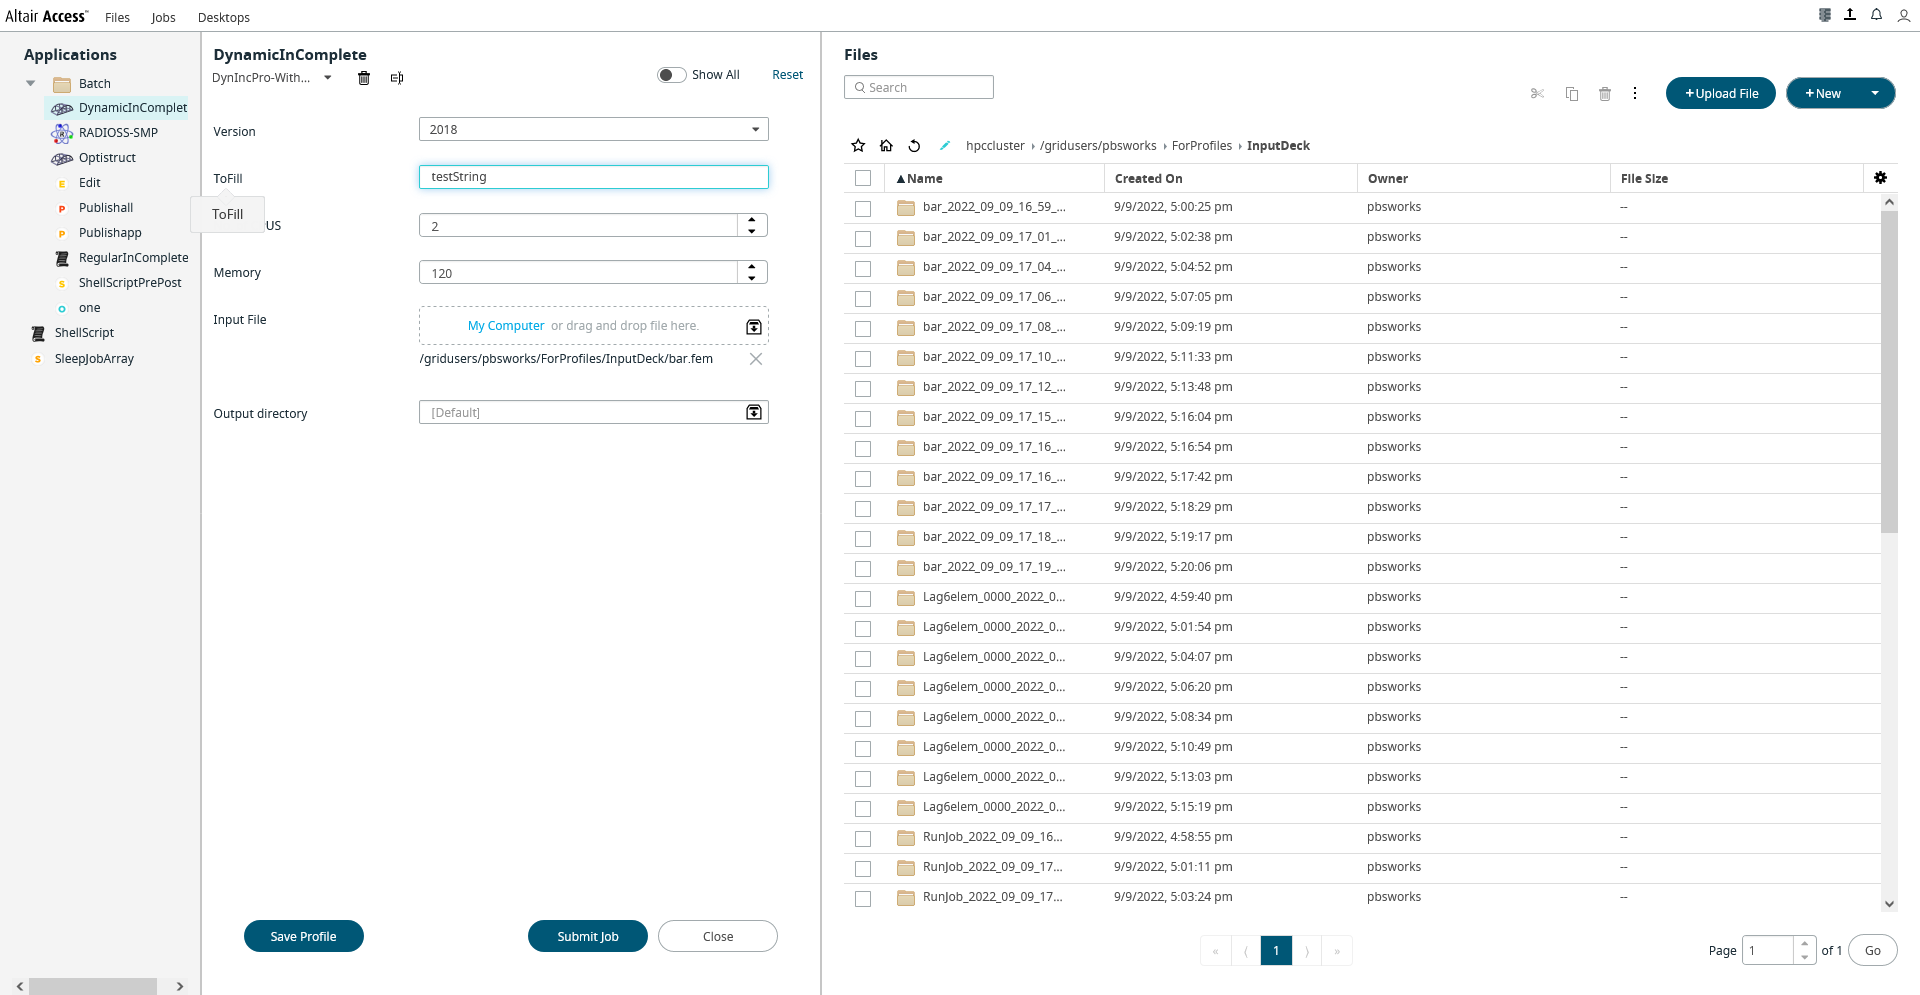 Altair Access™ Files Jobs Desktops
Applications
Batch
DynamicInComplet
RADIOSS-SMP
Optistruct
E Edit
P Publishall
P Publishapp
RegularInComplete
S ShellScriptPrePost
O one
ShellScript
S SleepJobArray
DynamicInComplete
DynIncPro-With...
Show All Reset
Version 2018
ToFill testString
ToFill
US 2
Memory 120
Input File My Computer or drag and drop file here.
/gridusers/pbsworks/ForProfiles/InputDeck/bar.fem
Output directory [Default]
Save Profile Submit Job Close
Files
Search
+Upload File +New
hpccluster › /gridusers/pbsworks › ForProfiles › InputDeck
▲Name Created On Owner File Size
bar_2022_09_09_16_59_... 9/9/2022, 5:00:25 pm pbsworks --
bar_2022_09_09_17_01_... 9/9/2022, 5:02:38 pm pbsworks --
bar_2022_09_09_17_04_... 9/9/2022, 5:04:52 pm pbsworks --
bar_2022_09_09_17_06_... 9/9/2022, 5:07:05 pm pbsworks --
bar_2022_09_09_17_08_... 9/9/2022, 5:09:19 pm pbsworks --
bar_2022_09_09_17_10_... 9/9/2022, 5:11:33 pm pbsworks --
bar_2022_09_09_17_12_... 9/9/2022, 5:13:48 pm pbsworks --
bar_2022_09_09_17_15_... 9/9/2022, 5:16:04 pm pbsworks --
bar_2022_09_09_17_16_... 9/9/2022, 5:16:54 pm pbsworks --
bar_2022_09_09_17_16_... 9/9/2022, 5:17:42 pm pbsworks --
bar_2022_09_09_17_17_... 9/9/2022, 5:18:29 pm pbsworks --
bar_2022_09_09_17_18_... 9/9/2022, 5:19:17 pm pbsworks --
bar_2022_09_09_17_19_... 9/9/2022, 5:20:06 pm pbsworks --
Lag6elem_0000_2022_0... 9/9/2022, 4:59:40 pm pbsworks --
Lag6elem_0000_2022_0... 9/9/2022, 5:01:54 pm pbsworks --
Lag6elem_0000_2022_0... 9/9/2022, 5:04:07 pm pbsworks --
Lag6elem_0000_2022_0... 9/9/2022, 5:06:20 pm pbsworks --
Lag6elem_0000_2022_0... 9/9/2022, 5:08:34 pm pbsworks --
Lag6elem_0000_2022_0... 9/9/2022, 5:10:49 pm pbsworks --
Lag6elem_0000_2022_0... 9/9/2022, 5:13:03 pm pbsworks --
Lag6elem_0000_2022_0... 9/9/2022, 5:15:19 pm pbsworks --
RunJob_2022_09_09_16... 9/9/2022, 4:58:55 pm pbsworks --
RunJob_2022_09_09_17... 9/9/2022, 5:01:11 pm pbsworks --
RunJob_2022_09_09_17... 9/9/2022, 5:03:24 pm pbsworks --
« ⟨ 1 ⟩ » Page 1 of 1 Go